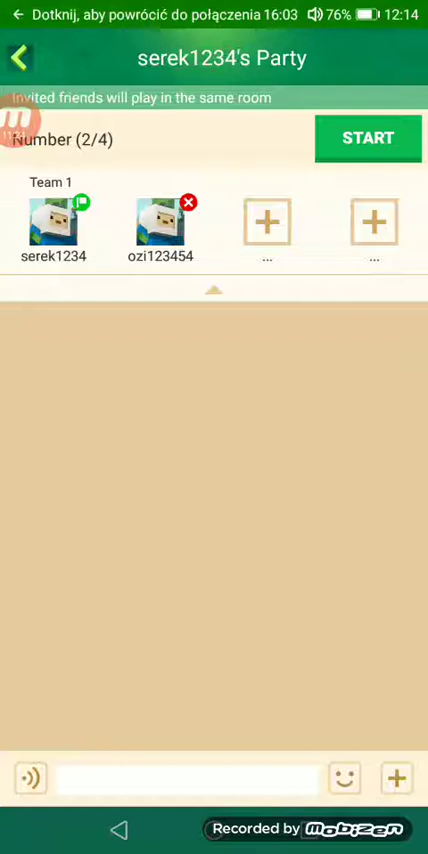 Dotknij, aby powrócić do połączenia 16:03 76% 12:14
serek1234's Party
Invited friends will play in the same room
Number (2/4)
START
Team 1
serek1234 ozi123454 ... ...
Recorded by mobizen